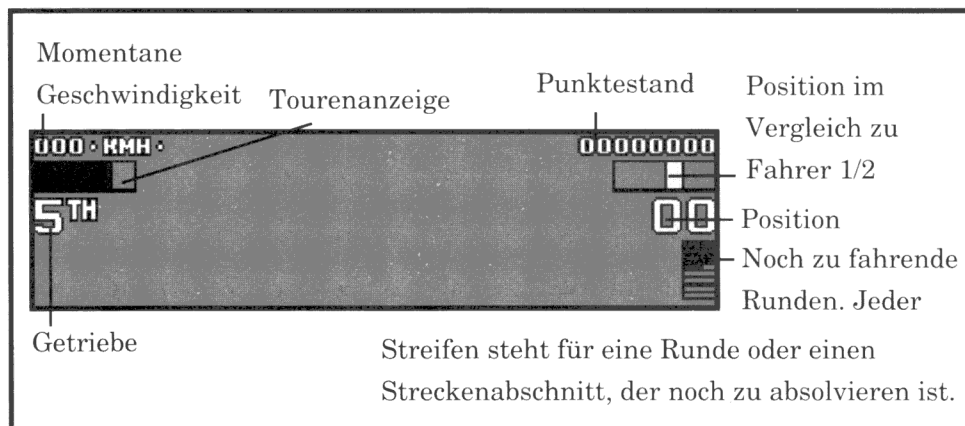 Momentane
Geschwindigkeit
Tourenanzeige
Punktestand
Position im
Vergleich zu
Fahrer 1/2
000·KMH·
00000000
5TH
00
Position
Noch zu fahrende
Runden. Jeder
Getriebe
Streifen steht für eine Runde oder einen
Streckenabschnitt, der noch zu absolvieren ist.